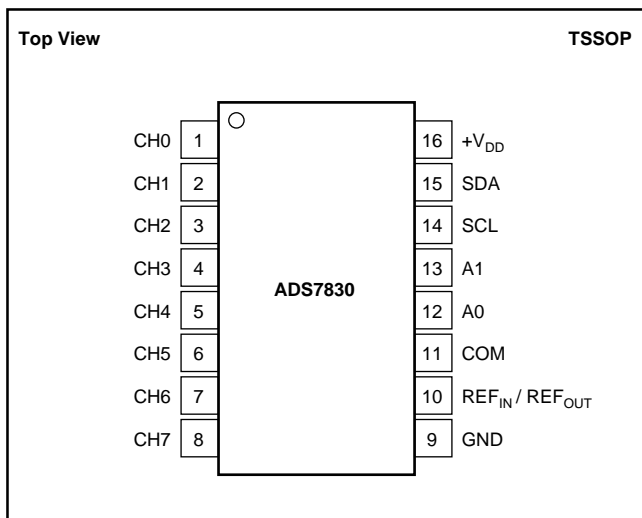 Top View TSSOP
CH0 1 16 +VDD
CH1 2 15 SDA
CH2 3 14 SCL
CH3 4 13 A1
ADS7830
CH4 5 12 A0
CH5 6 11 COM
CH6 7 10 REFIN / REFOUT
CH7 8 9 GND